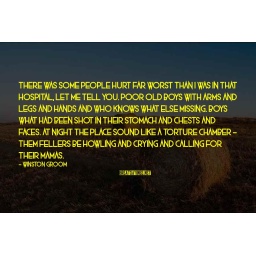 THERE WAS SOME PEOPLE HURT FAR WORST THAN I WAS IN THAT
HOSPITAL, LET ME TELL YOU. POOR OLD BOYS WITH ARMS AND
LEGS AND HANDS AND WHO KNOWS WHAT ELSE MISSING. BOYS
WHAT HAD BEEN SHOT IN THEIR STOMACH AND CHESTS AND
FACES. AT NIGHT THE PLACE SOUND LIKE A TORTURE CHAMBER -
THEM FELLERS BE HOWLING AND CRYING AND CALLING FOR
THEIR MAMAS.
- WINSTON GROOM